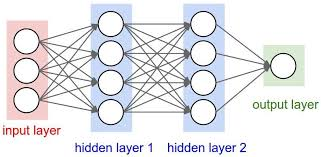 input layer
hidden layer 1
hidden layer 2
output layer